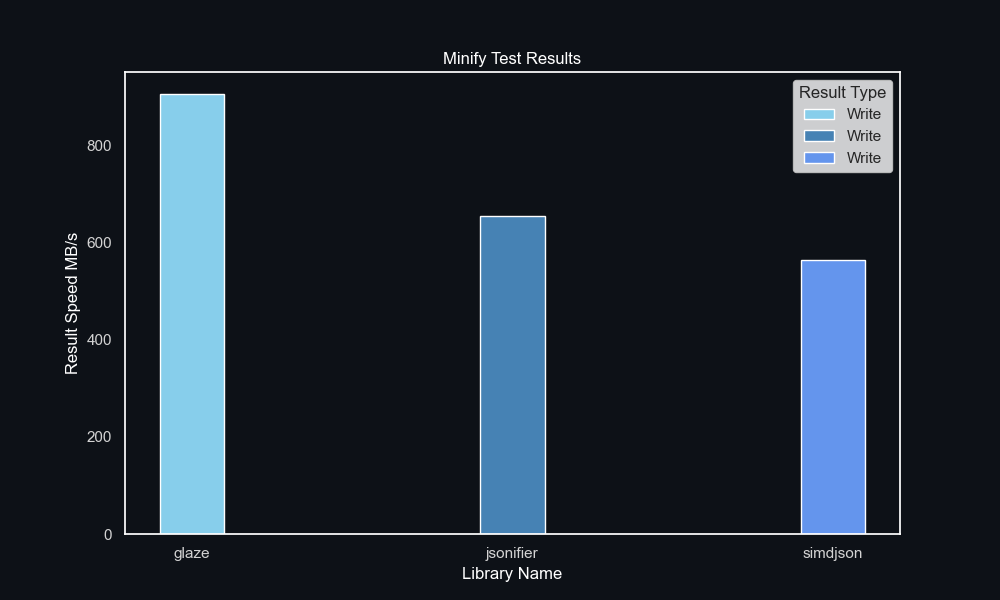 Minify Test Results
Result Type
Write
Write
Write
800
600
400
200
0
Result Speed MB/s
glaze
jsonifier
simdjson
Library Name